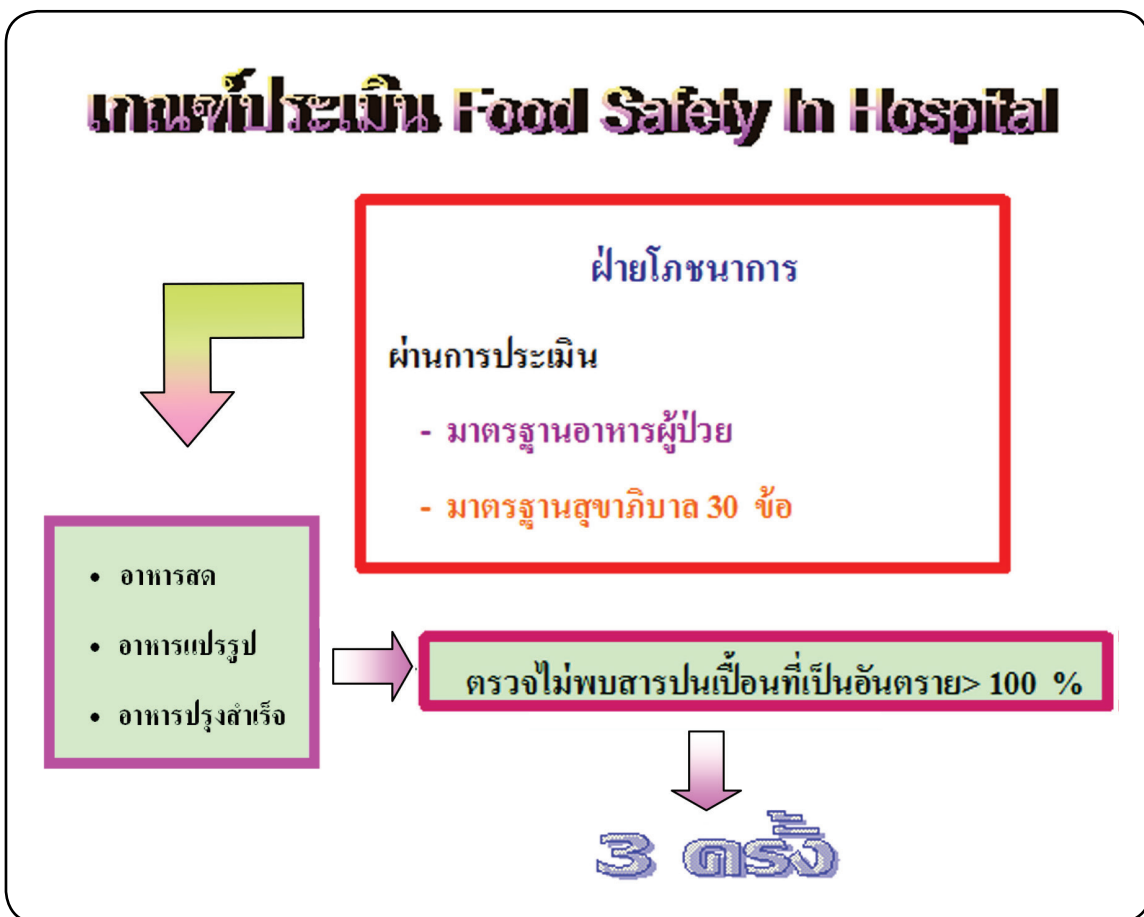 เกณฑ์ประเมิน Food Safety In Hospital
ฝ่ายโภชนาการ
ผ่านการประเมิน
- มาตรฐานอาหารผู้ป่วย
- มาตรฐานสุขาภิบาล 30 ข้อ
• อาหารสด
• อาหารแปรรูป
• อาหารปรุงสำเร็จ
ตรวจไม่พบสารปนเปื้อนที่เป็นอันตราย> 100 %
3 ครั้ง